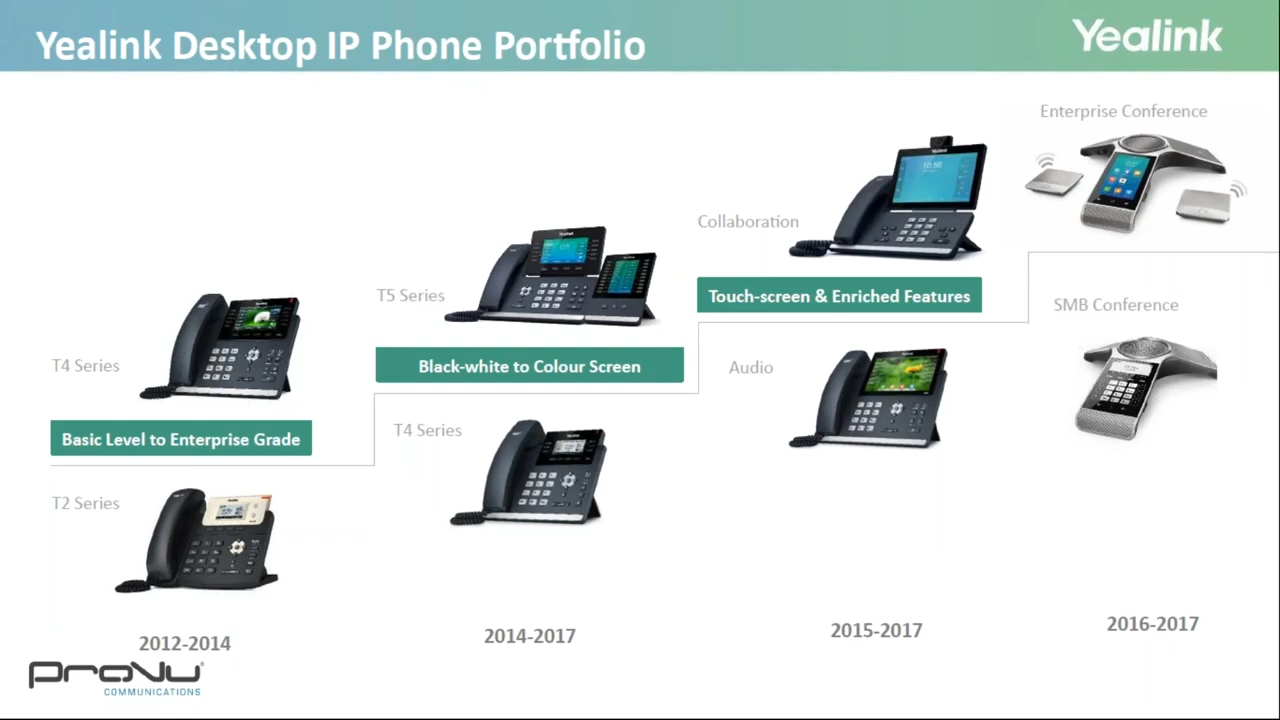 Yealink Desktop IP Phone Portfolio
Yealink
Enterprise Conference
Collaboration
T5 Series
Touch-screen & Enriched Features
SMB Conference
T4 Series
Black-white to Colour Screen
Audio
Basic Level to Enterprise Grade
T4 Series
T2 Series
2012-2014
2014-2017
2015-2017
2016-2017
ProVu
COMMUNICATIONS